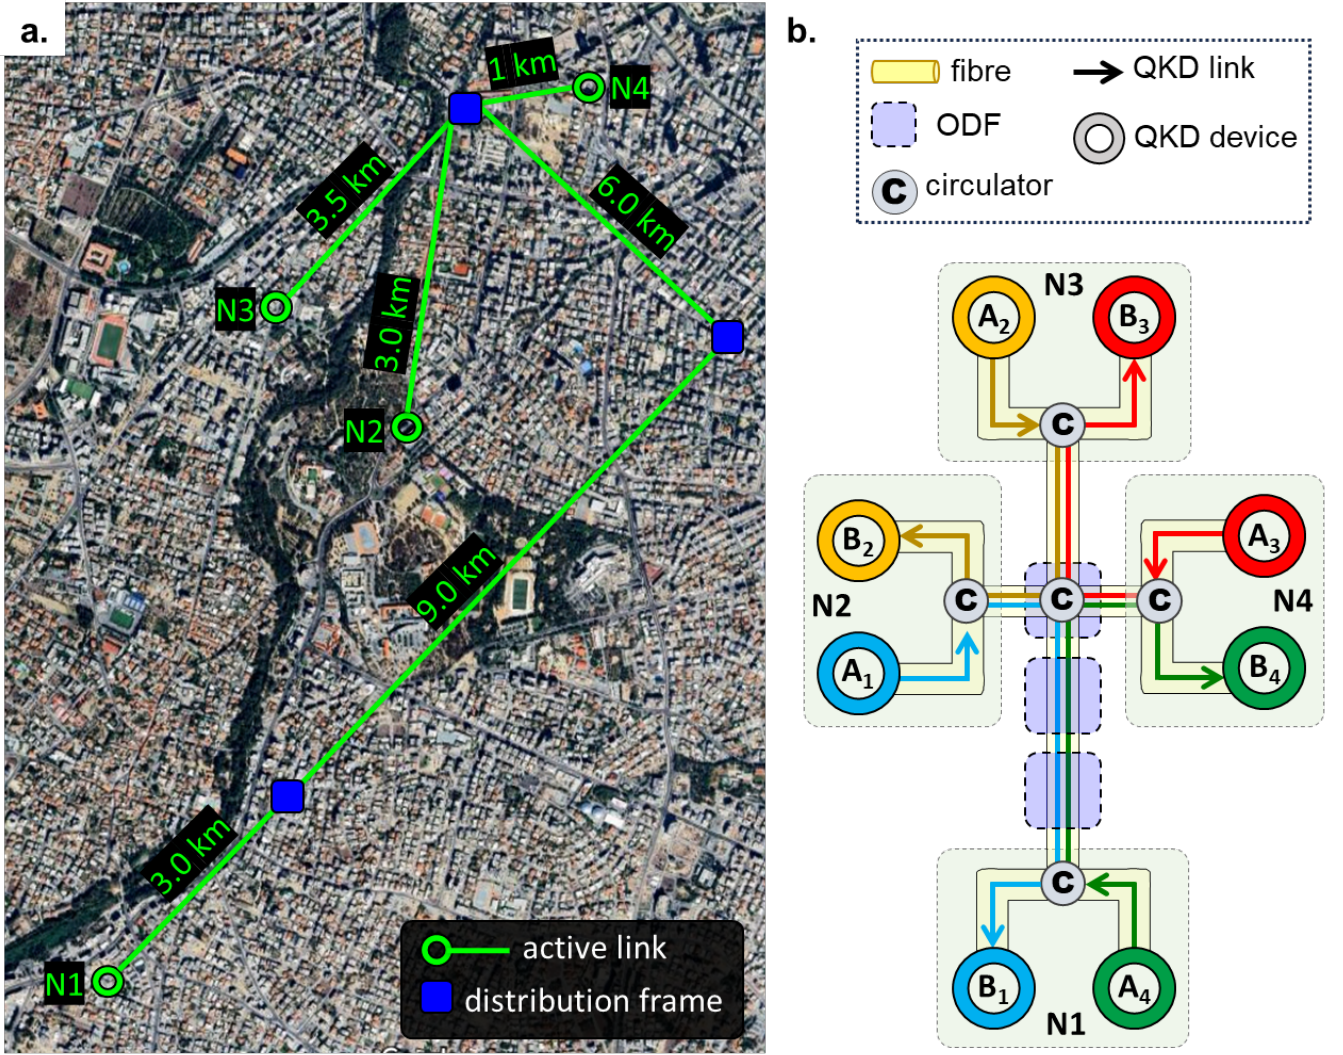 a.
1 km
N4
3.5 km
6.0 km
N3
3.0 km
N2
9.0 km
3.0 km
N1
active link
distribution frame
b.
fibre
QKD link
ODF
QKD device
C circulator
N3
A₂
B₃
C
B₂
A₃
N2
C
C
C
N4
A₁
B₄
C
B₁
A₄
N1